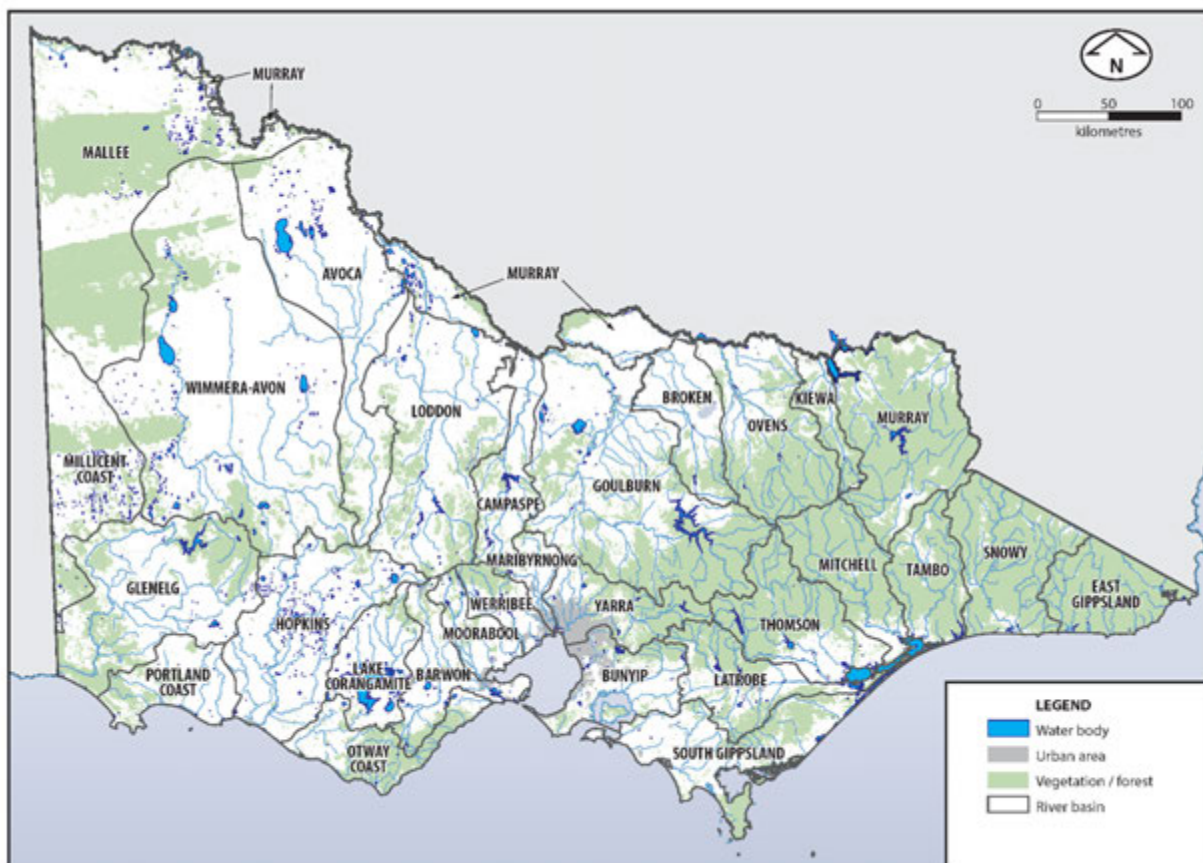 MURRAY
N
0 50 100
kilometres
MALLEE
MURRAY
AVOCA
WIMMERA-AVON
LODDON
BROKEN
KIEWA
OVENS
MURRAY
MILLICENT
COAST
CAMPASPE
GOULBURN
MARIBYRNONG
MITCHELL
TAMBO
SNOWY
EAST
GIPPSLAND
GLENELG
HOPKINS
WERRIBEE
YARRA
MOORABOOL
THOMSON
PORTLAND
COAST
LAKE
CORANGAMITE
BARWON
BUNYIP
LATROBE
OTWAY
COAST
SOUTH GIPPSLAND
LEGEND
Water body
Urban area
Vegetation / forest
River basin